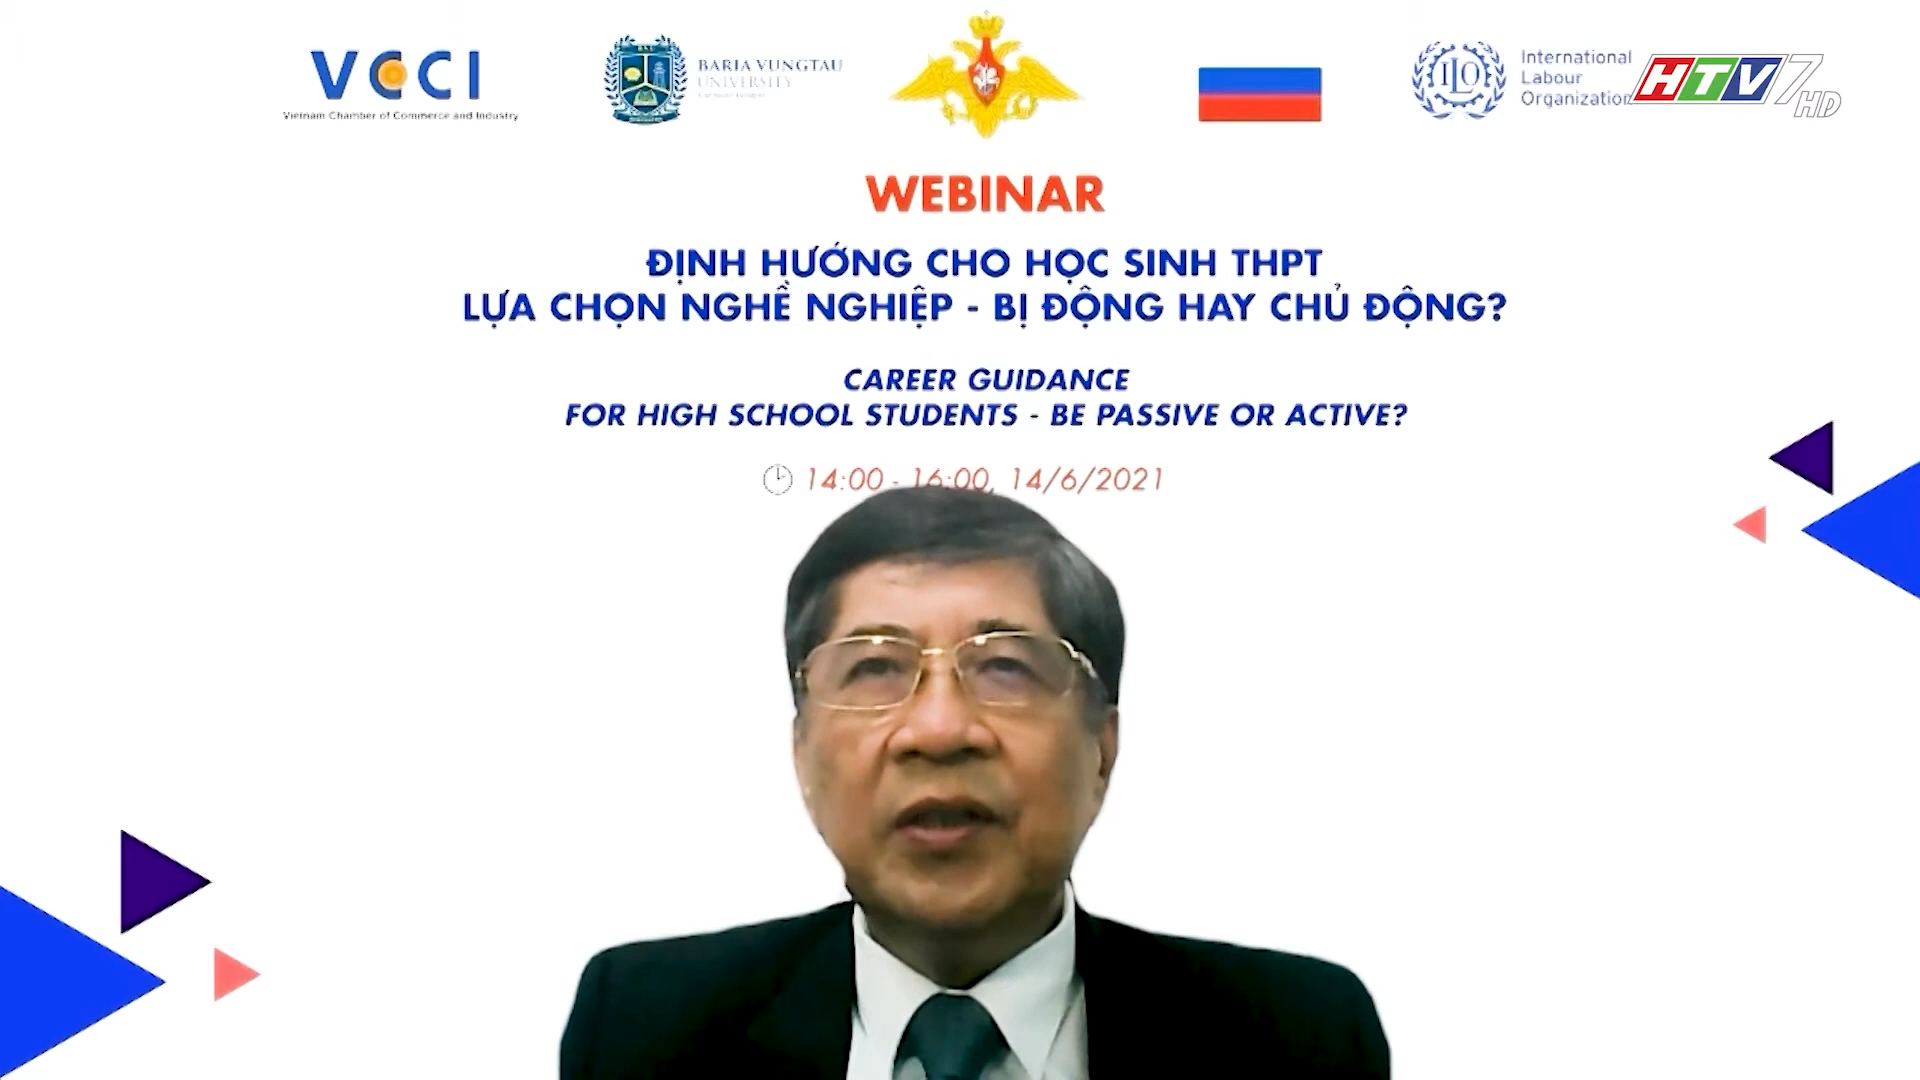 VCCI
Vietnam Chamber of Commerce and Industry
BVU
BARIA VUNGTAU
UNIVERSITY
ILO
International
Labour
Organization
HTV7
HD
WEBINAR
ĐỊNH HƯỚNG CHO HỌC SINH THPT
LỰA CHỌN NGHỀ NGHIỆP - BỊ ĐỘNG HAY CHỦ ĐỘNG?
CAREER GUIDANCE
FOR HIGH SCHOOL STUDENTS - BE PASSIVE OR ACTIVE?
14:00 - 16:00, 14/6/2021